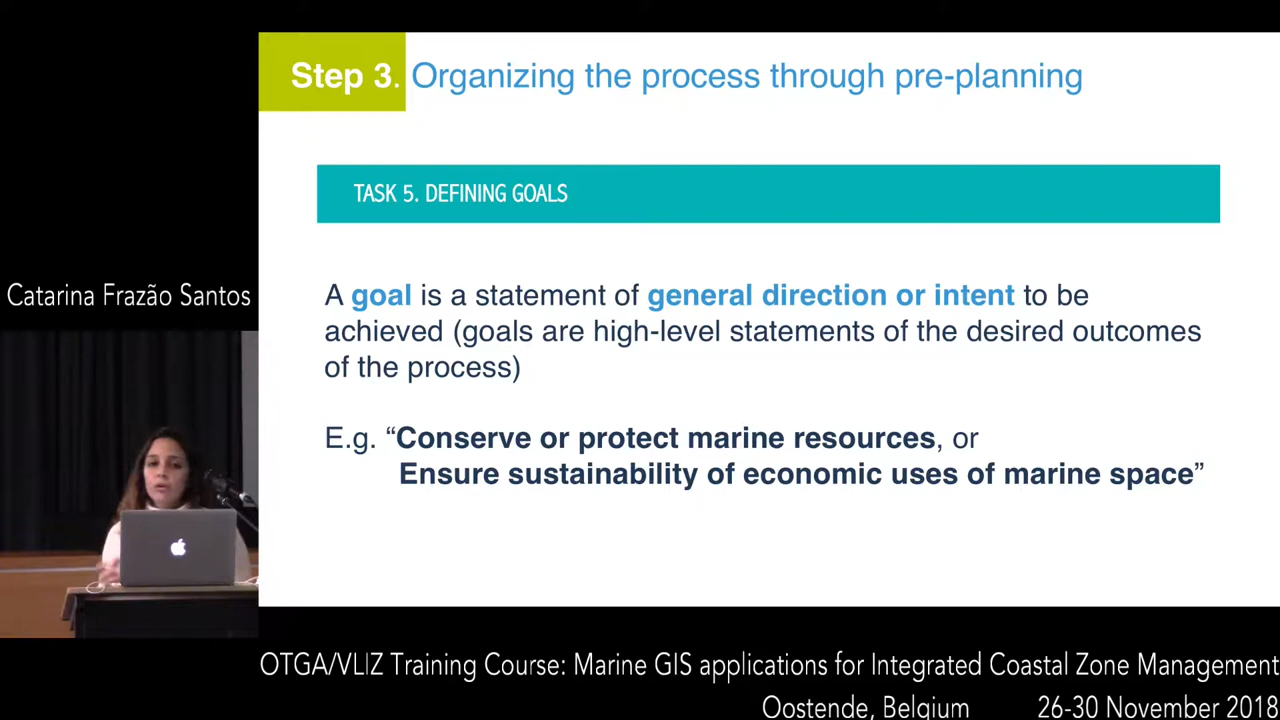 Step 3. Organizing the process through pre-planning
TASK 5. DEFINING GOALS
Catarina Frazão Santos
A goal is a statement of general direction or intent to be
achieved (goals are high-level statements of the desired outcomes
of the process)
E.g. “Conserve or protect marine resources, or
Ensure sustainability of economic uses of marine space”
OTGA/VLIZ Training Course: Marine GIS applications for Integrated Coastal Zone Management
Oostende, Belgium 26-30 November 2018